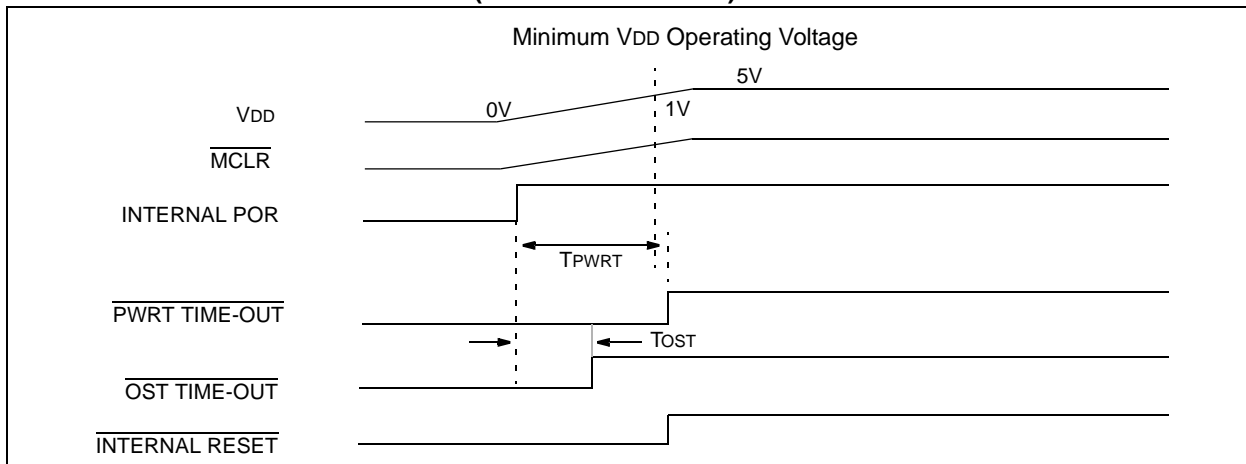 Minimum VDD Operating Voltage
5V
0V
1V
VDD
MCLR
INTERNAL POR
TPWRT
PWRT TIME-OUT
TOST
OST TIME-OUT
INTERNAL RESET